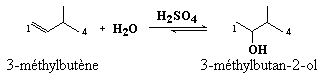 1 4 + H₂O H₂SO₄ 1 4
OH
3-méthylbutène 3-méthylbutan-2-ol